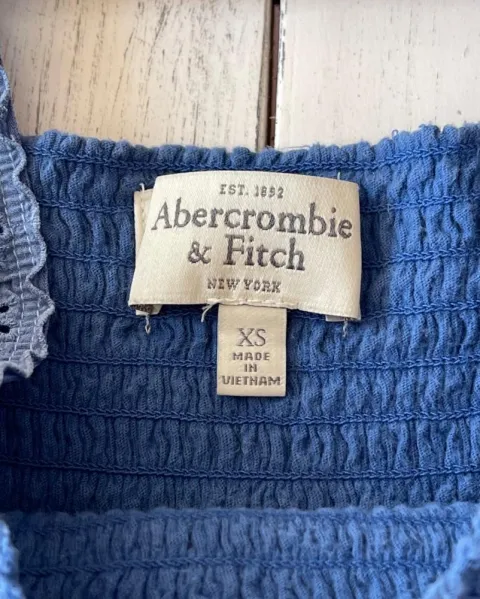 EST. 1892
Abercrombie
& Fitch
NEW YORK
XS
MADE
IN
VIETNAM